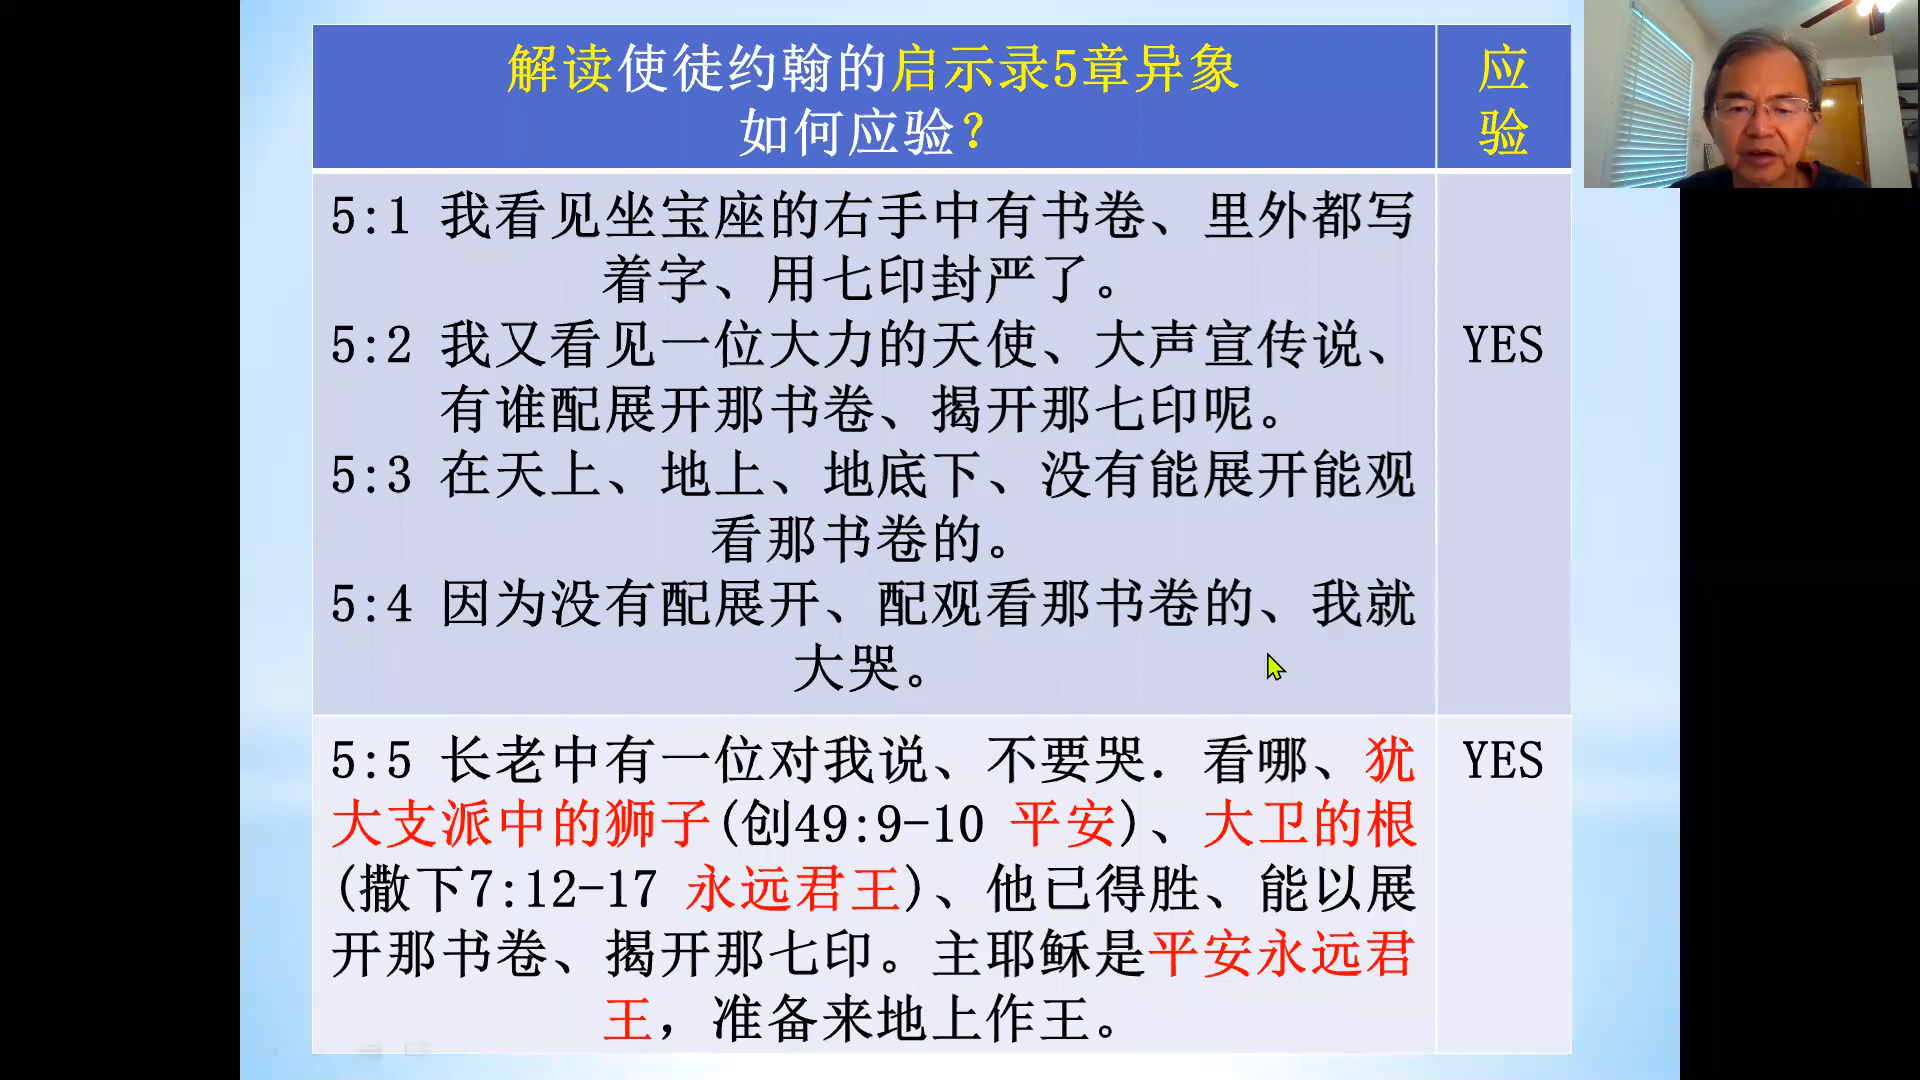 解读使徒约翰的启示录5章异象
如何应验？
应
验
5:1 我看见坐宝座的右手中有书卷、里外都写
着字、用七印封严了。
5:2 我又看见一位大力的天使、大声宣传说、
有谁配展开那书卷、揭开那七印呢。
5:3 在天上、地上、地底下、没有能展开能观
看那书卷的。
5:4 因为没有配展开、配观看那书卷的、我就
大哭。
YES
5:5 长老中有一位对我说、不要哭．看哪、犹
大支派中的狮子(创49:9-10 平安)、大卫的根
(撒下7:12-17 永远君王)、他已得胜、能以展
开那书卷、揭开那七印。主耶稣是平安永远君
王，准备来地上作王。
YES